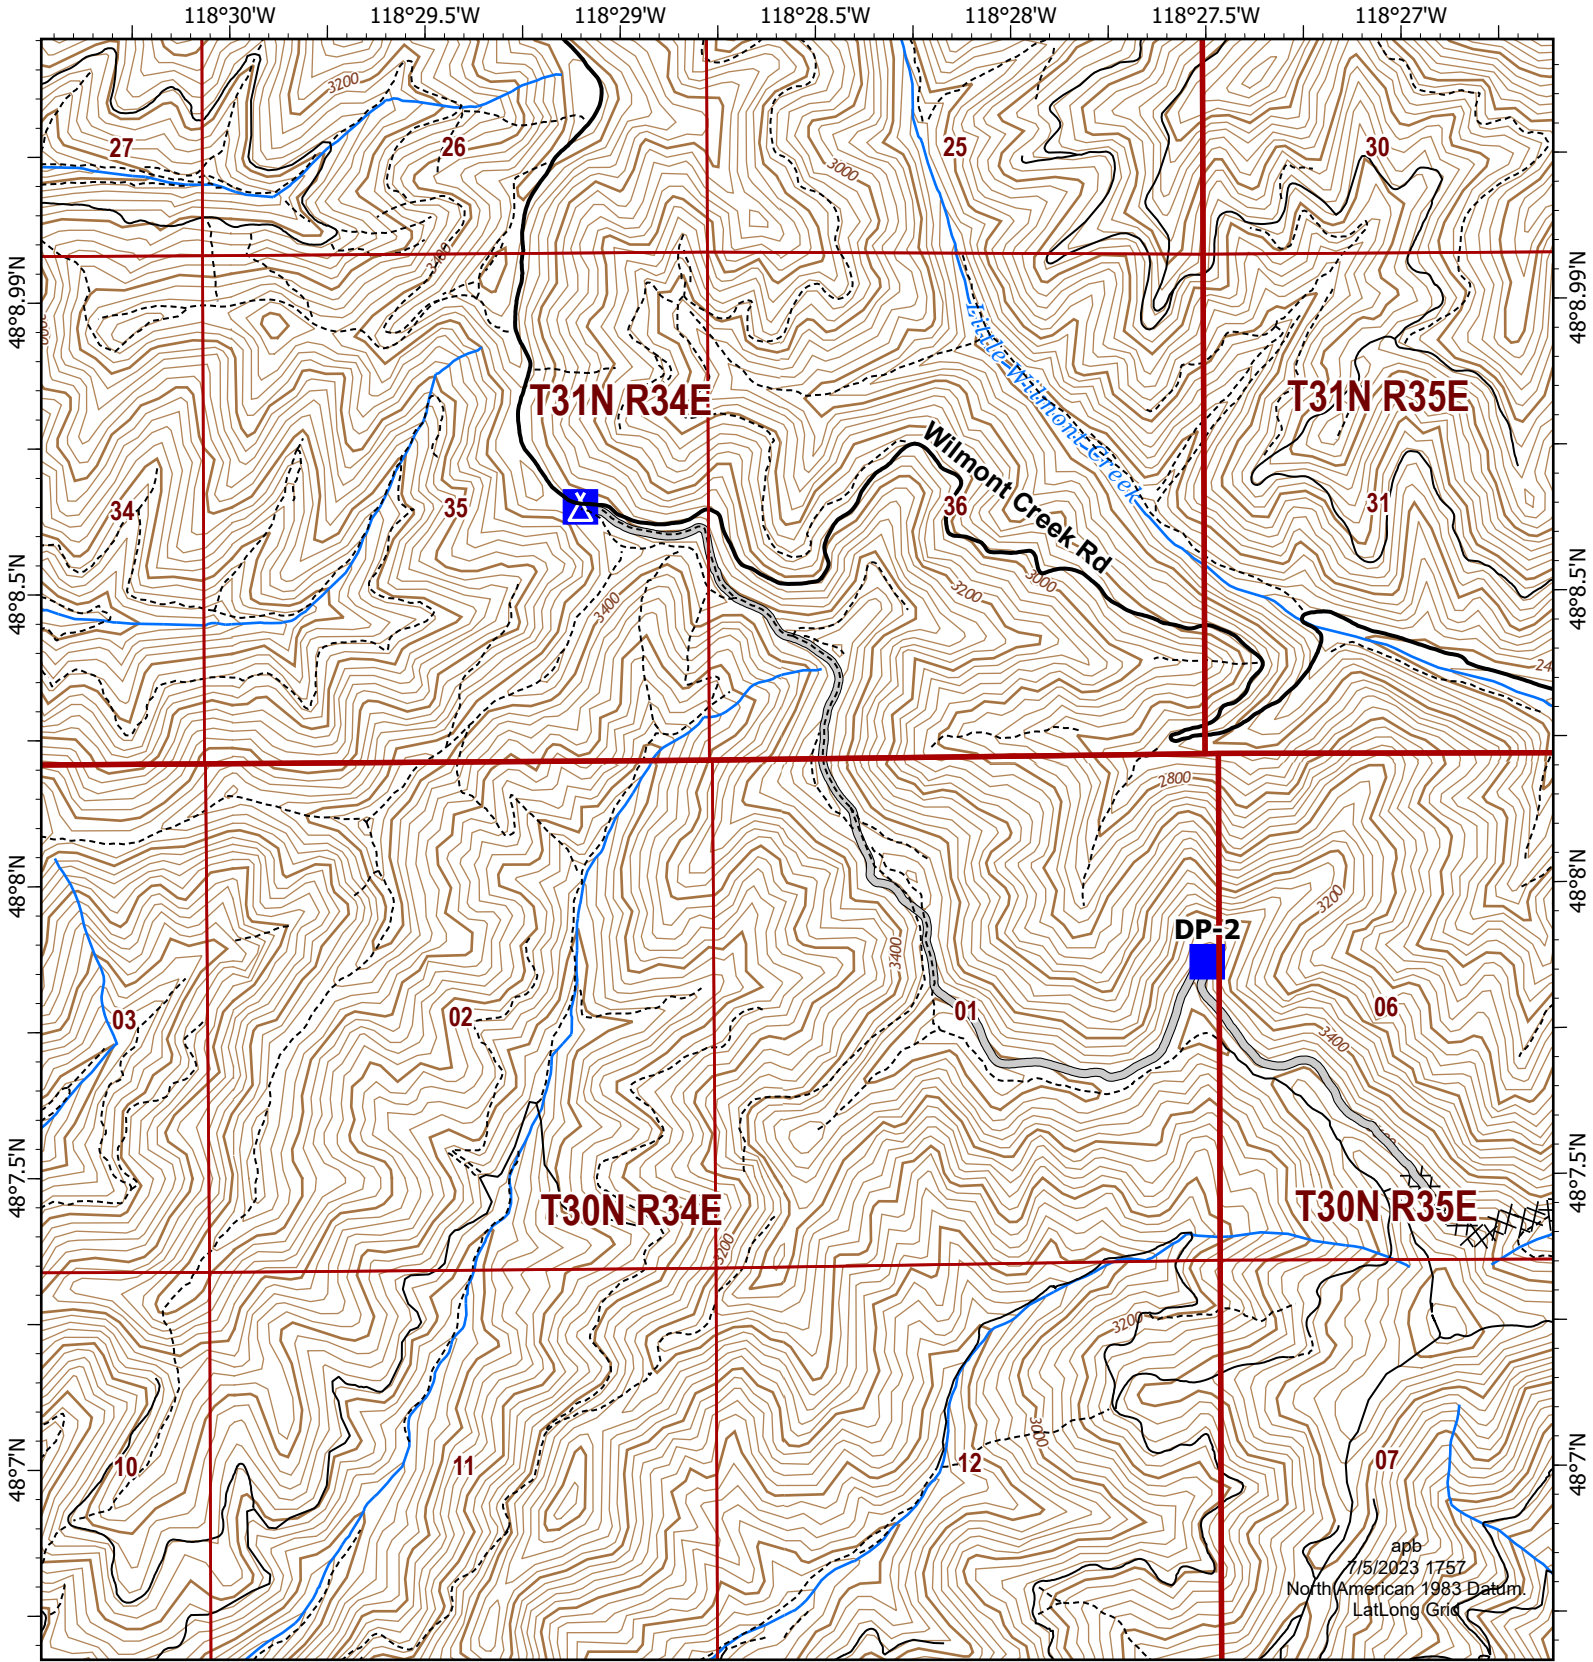 118°30'W 118°29.5'W 118°29'W 118°28.5'W 118°28'W 118°27.5'W 118°27'W
3200
27 26 25 30
3000
3400
48°8.99'N 48°8.99'N
Little Wilmont Creek
T31N R34E T31N R35E
Wilmont Creek Rd
34 35 36 31
48°8.5'N 48°8.5'N
3400 3200 3000
24
2800
48°8'N 48°8'N
3200
DP-2
3400
03 02 01 06
3400
48°7.5'N 48°7.5'N
T30N R34E T30N R35E
3200
3200
3000
48°7'N 48°7'N
10 11 12 07
apb
7/5/2023 1757
North American 1983 Datum.
LatLong Grid